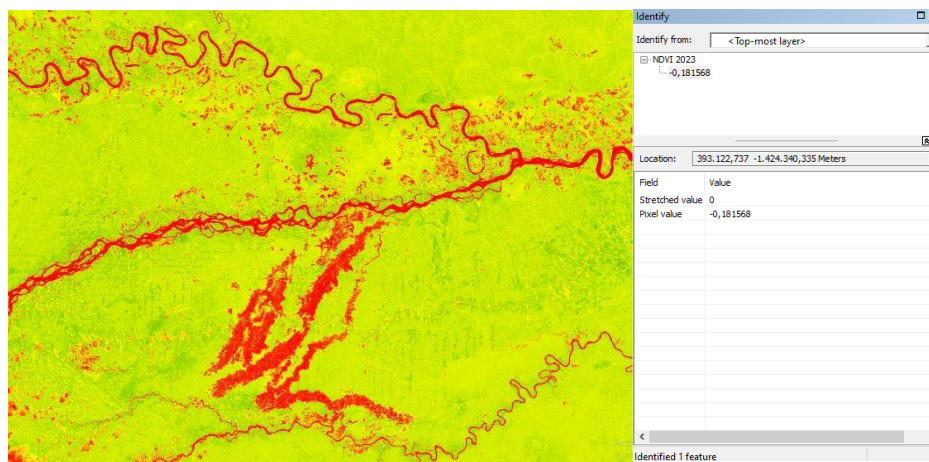 Identify
Identify from:
<Top-most layer>
NDVI 2023
-0,181568
Location:
393.122,737 -1.424.340,335 Meters
Field Value
Stretched value 0
Pixel value -0,181568
Identified 1 feature